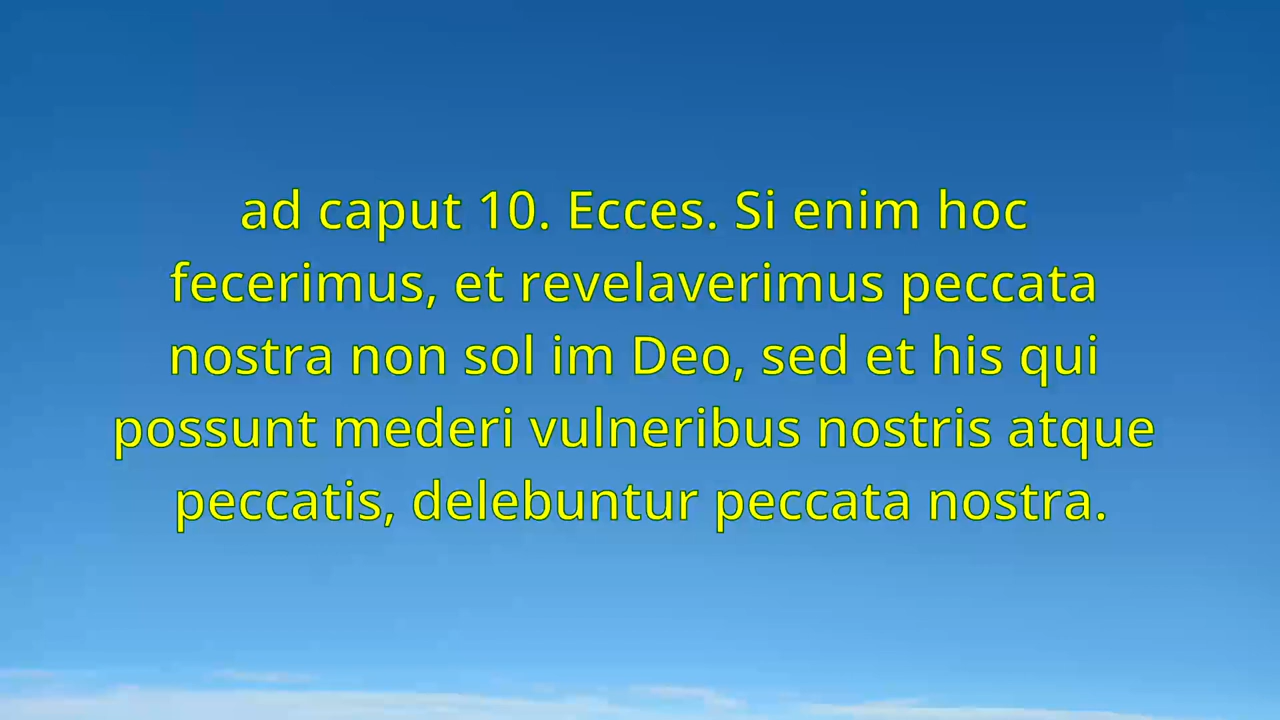 ad caput 10. Ecces. Si enim hoc
fecerimus, et revelaverimus peccata
nostra non sol im Deo, sed et his qui
possunt mederi vulneribus nostris atque
peccatis, delebuntur peccata nostra.